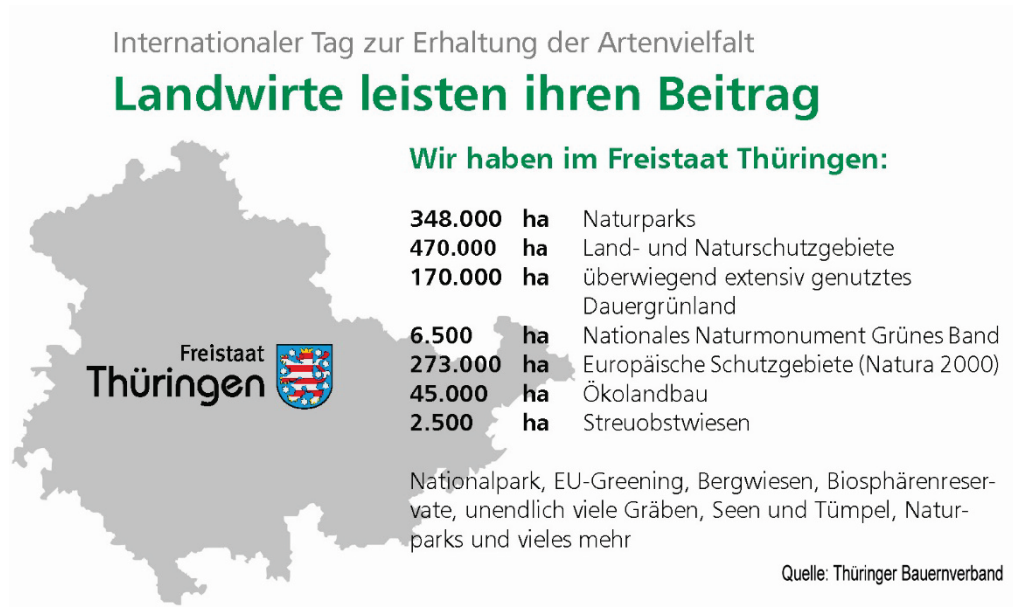 Internationaler Tag zur Erhaltung der Artenvielfalt
Landwirte leisten ihren Beitrag
Wir haben im Freistaat Thüringen:
348.000 ha Naturparks
470.000 ha Land- und Naturschutzgebiete
170.000 ha überwiegend extensiv genutztes
Dauergrünland
6.500 ha Nationales Naturmonument Grünes Band
273.000 ha Europäische Schutzgebiete (Natura 2000)
45.000 ha Ökolandbau
2.500 ha Streuobstwiesen
Freistaat
Thüringen
Nationalpark, EU-Greening, Bergwiesen, Biosphärenreser-
vate, unendlich viele Gräben, Seen und Tümpel, Natur-
parks und vieles mehr
Quelle: Thüringer Bauernverband